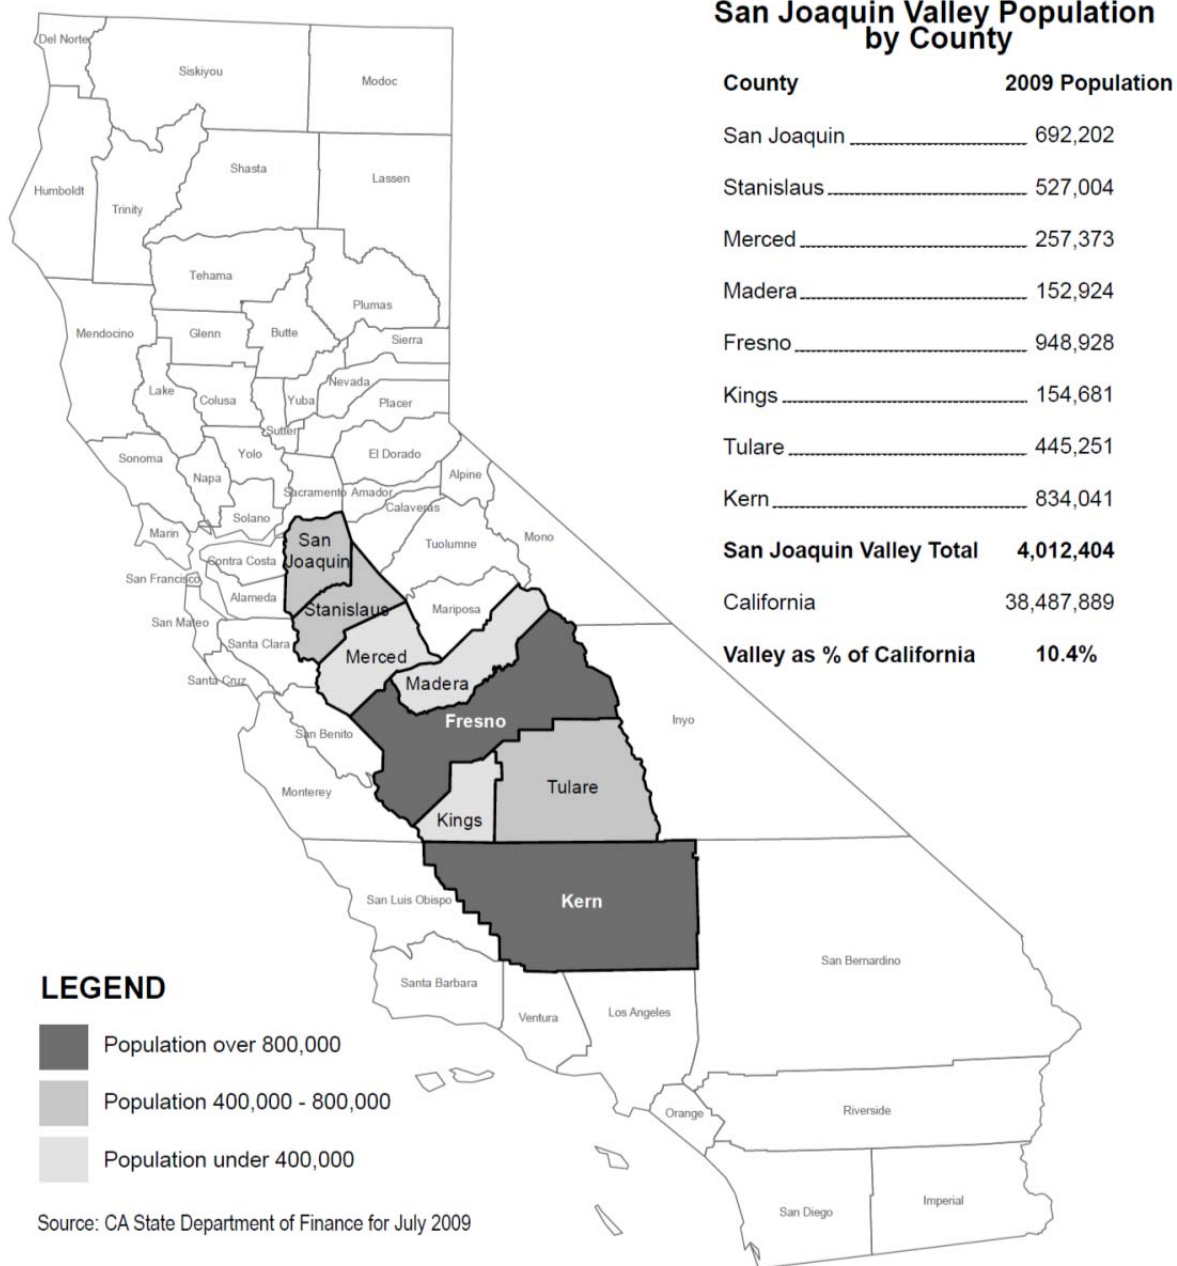 San Joaquin Valley Population
by County
County 2009 Population
San Joaquin 692,202
Stanislaus 527,004
Merced 257,373
Madera 152,924
Fresno 948,928
Kings 154,681
Tulare 445,251
Kern 834,041
San Joaquin Valley Total 4,012,404
California 38,487,889
Valley as % of California 10.4%
Del Norte
Siskiyou
Modoc
Shasta
Lassen
Humboldt
Trinity
Tehama
Plumas
Mendocino
Glenn
Butte
Sierra
Lake
Colusa
Yuba
Nevada
Placer
Sutter
Sonoma
Yolo
El Dorado
Napa
Alpine
Sacramento
Amador
Calaveras
Solano
Marin
San
Joaquin
Tuolumne
Mono
Contra Costa
San Francisco
Alameda
Stanislaus
Mariposa
San Mateo
Santa Clara
Merced
Santa Cruz
Madera
Fresno
Inyo
San Benito
Monterey
Tulare
Kings
San Luis Obispo
Kern
San Bernardino
Santa Barbara
Ventura
Los Angeles
Orange
Riverside
San Diego
Imperial
LEGEND
Population over 800,000
Population 400,000 - 800,000
Population under 400,000
Source: CA State Department of Finance for July 2009